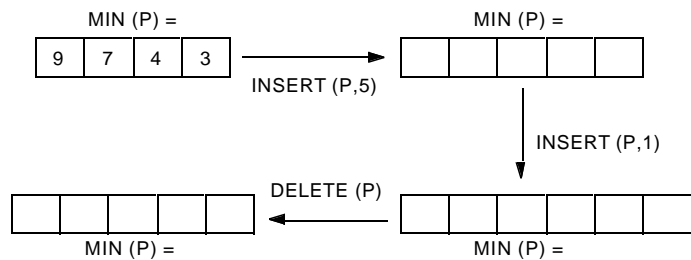 MIN (P) =
9 7 4 3
INSERT (P,5)
MIN (P) =
INSERT (P,1)
DELETE (P)
MIN (P) =
MIN (P) =